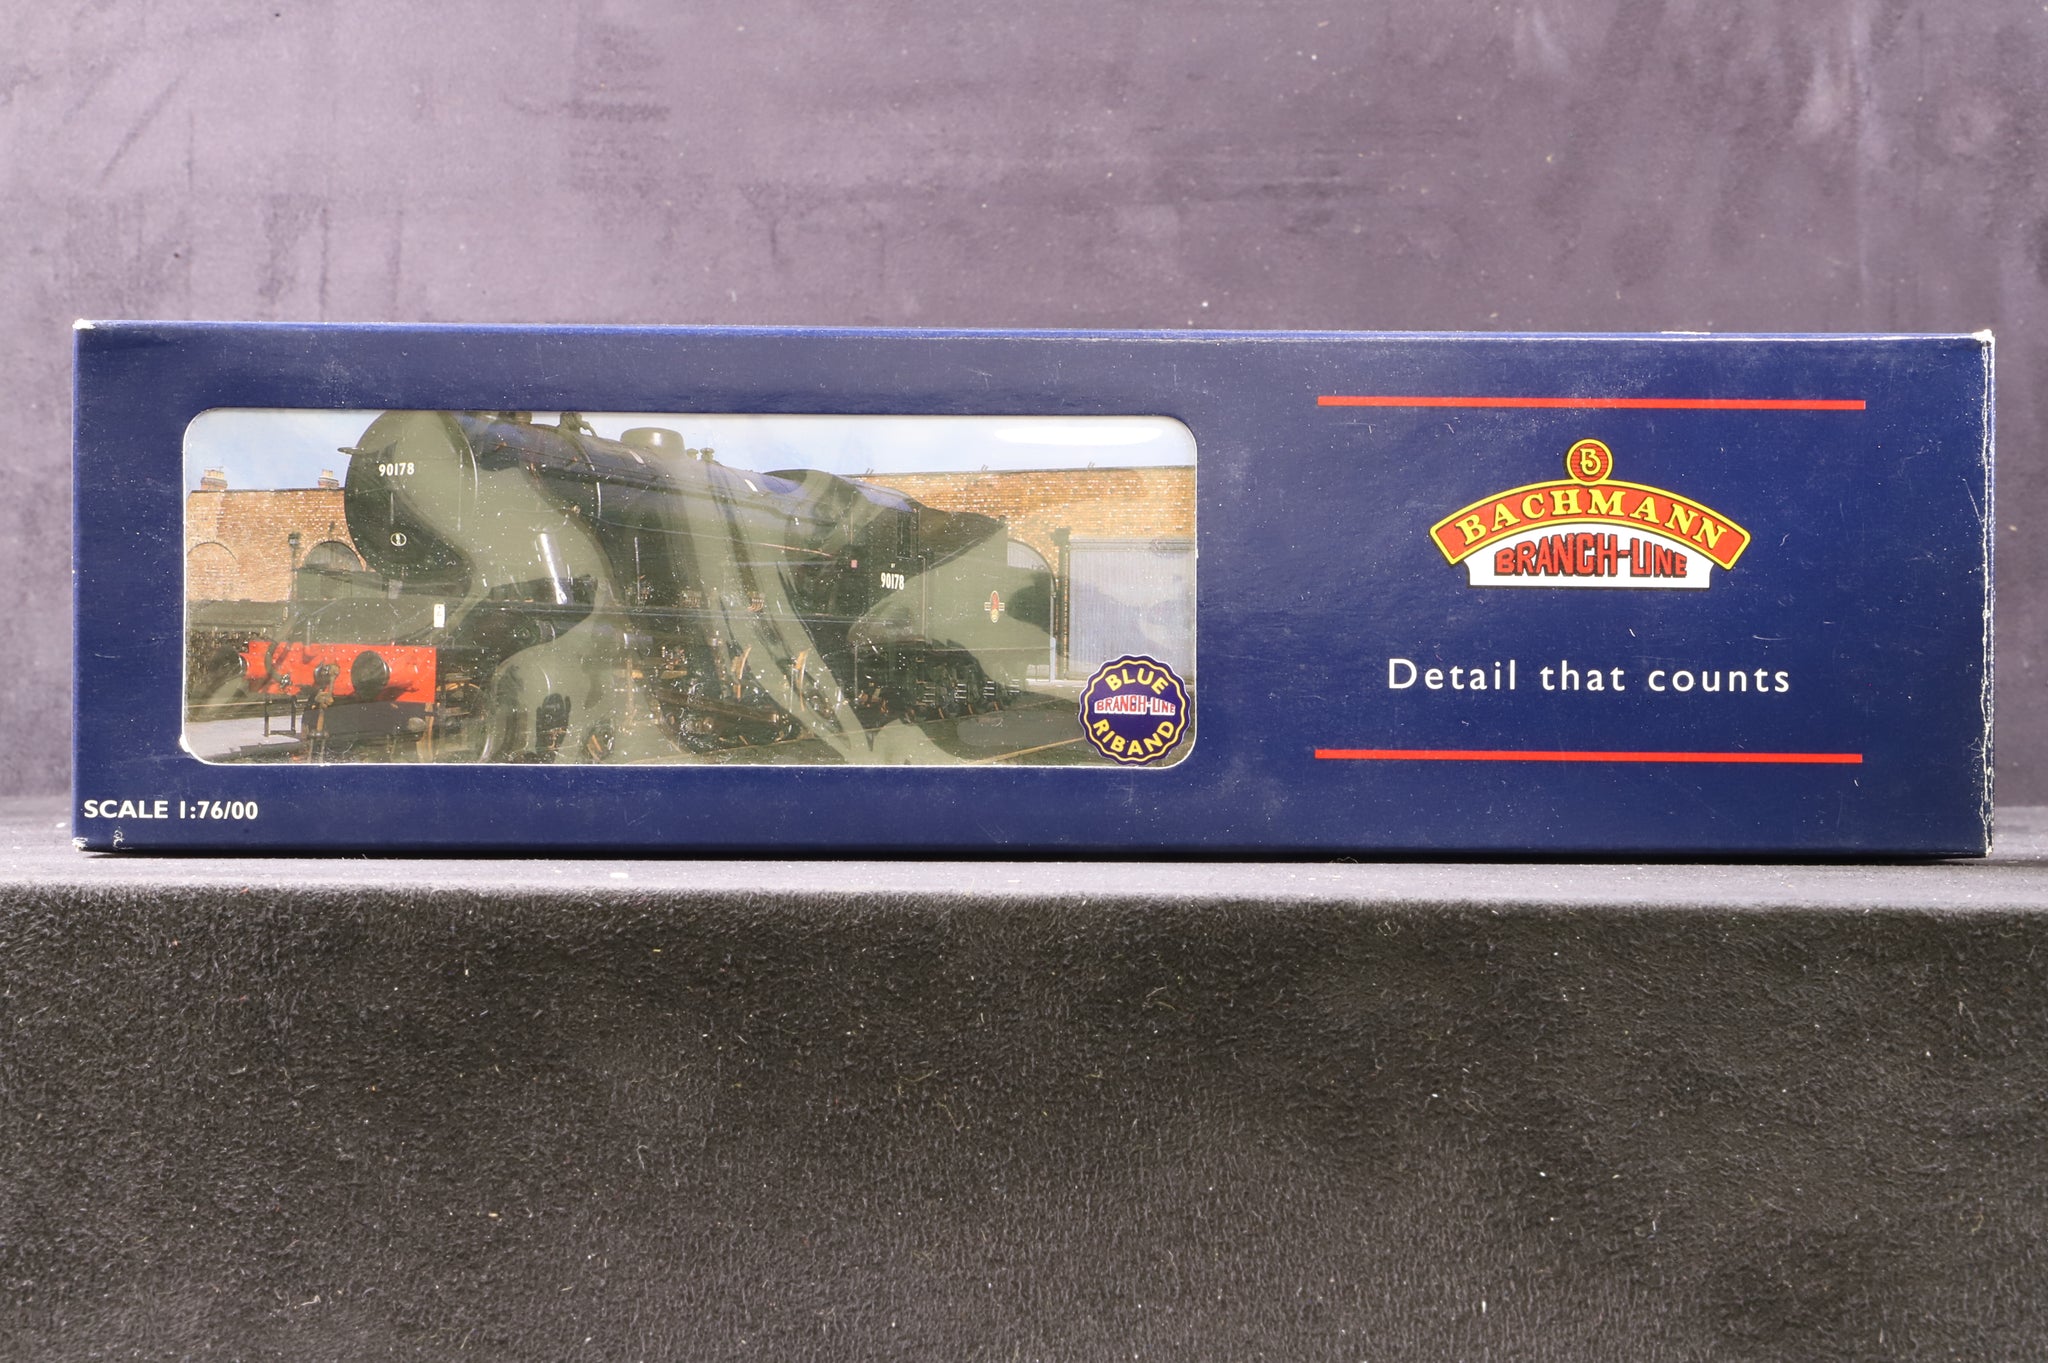 90178
90178
BLUE
BRANCH-LINE
RIBAND
SCALE 1:76/00
B
BACHMANN
BRANCH-LINE
Detail that counts